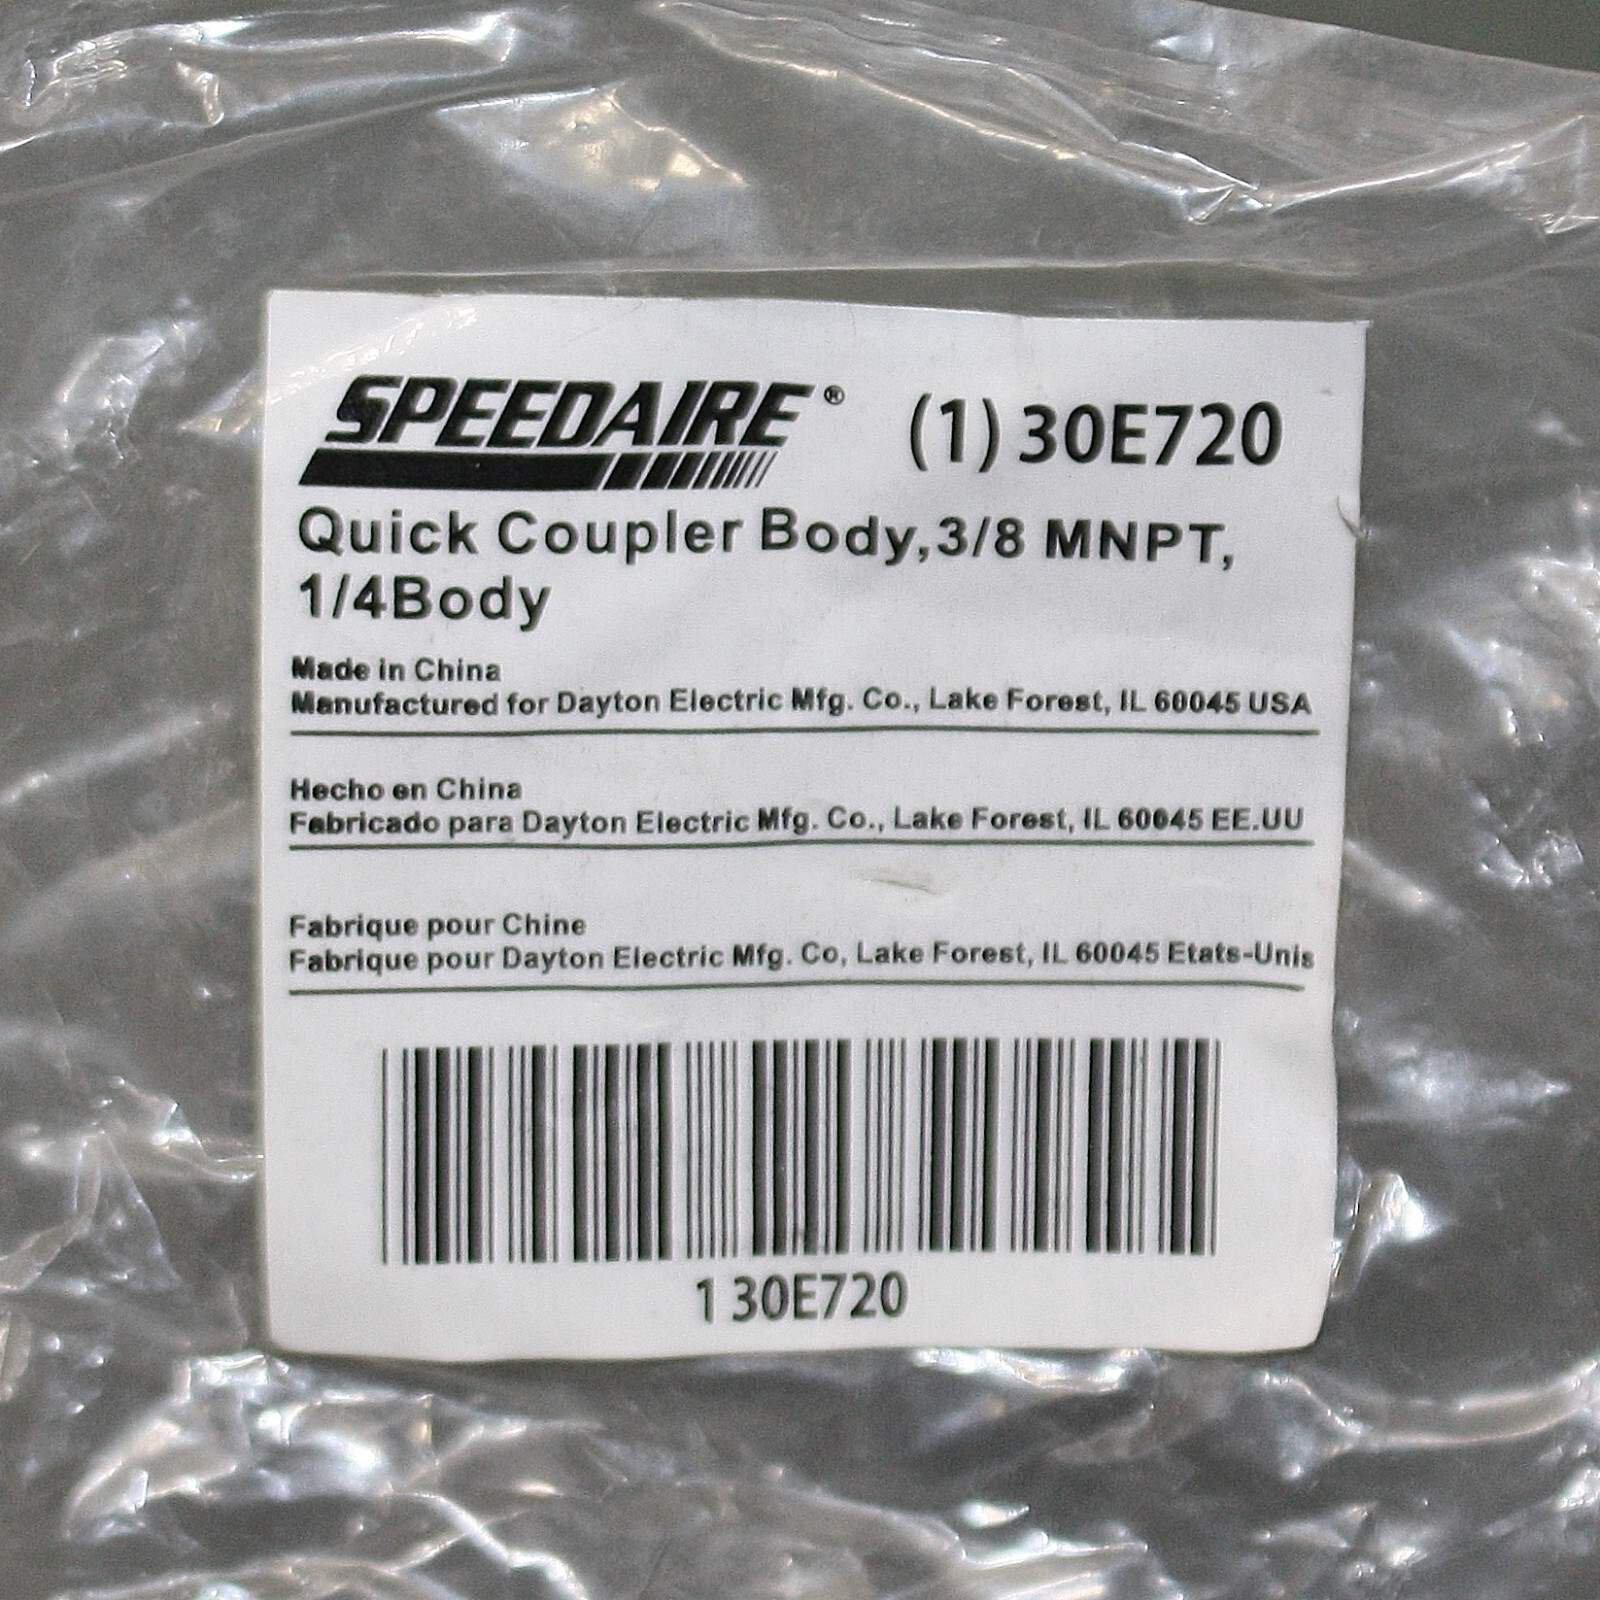 SPEEDAIRE® (1) 30E720
Quick Coupler Body,3/8 MNPT,
1/4Body
Made in China
Manufactured for Dayton Electric Mfg. Co., Lake Forest, IL 60045 USA
Hecho en China
Fabricado para Dayton Electric Mfg. Co., Lake Forest, IL 60045 EE.UU
Fabrique pour Chine
Fabrique pour Dayton Electric Mfg. Co, Lake Forest, IL 60045 Etats-Unis
1 30E720